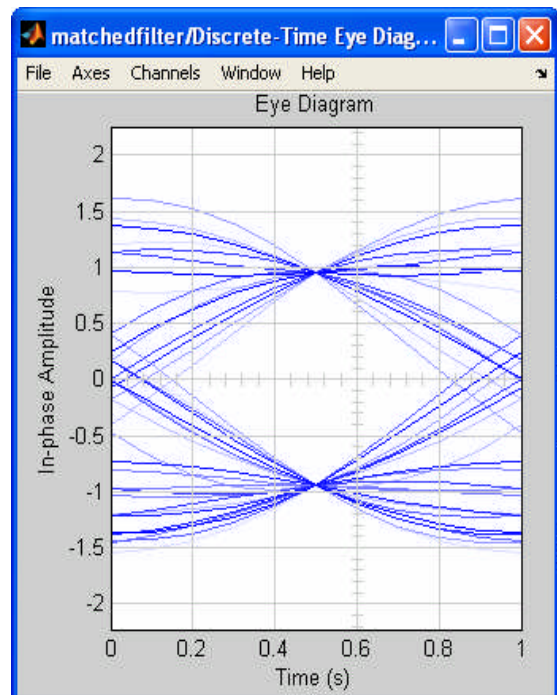 matchedfilter/Discrete-Time Eye Diag...
File Axes Channels Window Help
Eye Diagram
2
1.5
1
0.5
0
-0.5
-1
-1.5
-2
In-phase Amplitude
0 0.2 0.4 0.6 0.8 1
Time (s)